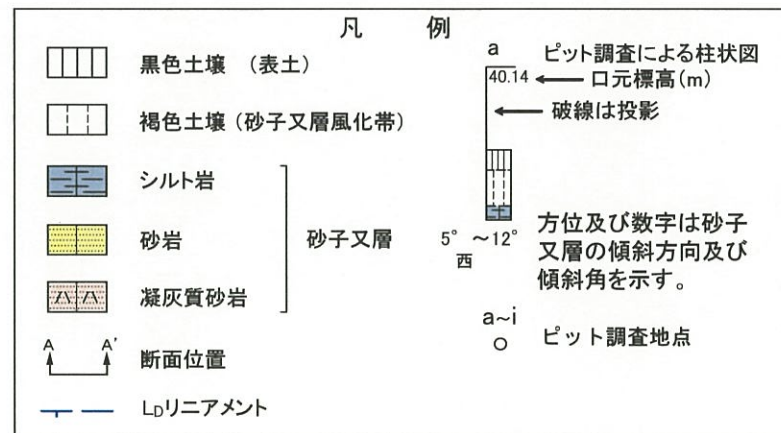 凡 例
黒色土壌 (表土)
褐色土壌 (砂子又層風化帯)
シルト岩
砂岩
凝灰質砂岩
砂子又層
A A'
断面位置
LDリニアメント
a
ピット調査による柱状図
40.14
口元標高(m)
破線は投影
5° ~12°
西
方位及び数字は砂子
又層の傾斜方向及び
傾斜角を示す。
a~i
ピット調査地点